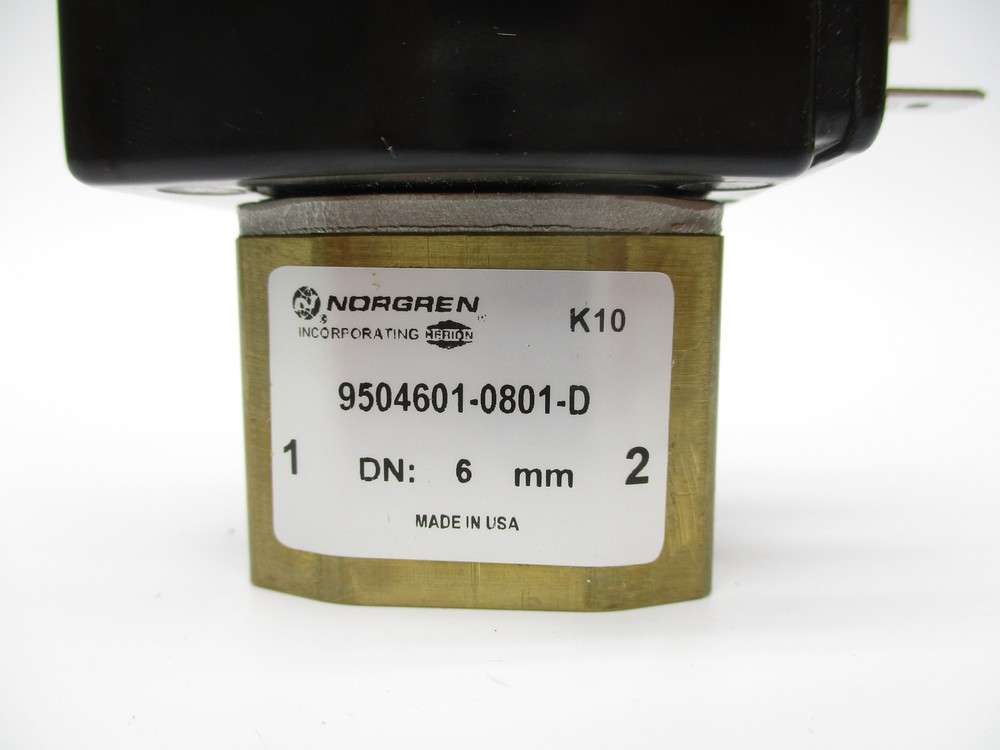 NORGREN K10
INCORPORATING HERION
9504601-0801-D
1 DN: 6 mm 2
MADE IN USA